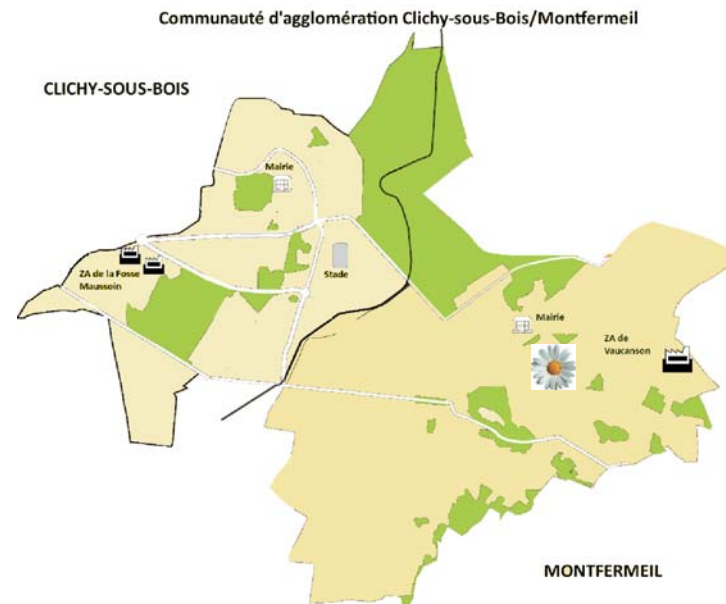 Communauté d'agglomération Clichy-sous-Bois/Montfermeil
CLICHY-SOUS-BOIS
Mairie
ZA de la Fosse
Maussoin
Stade
Mairie
ZA de
Vaucanson
MONTFERMEIL